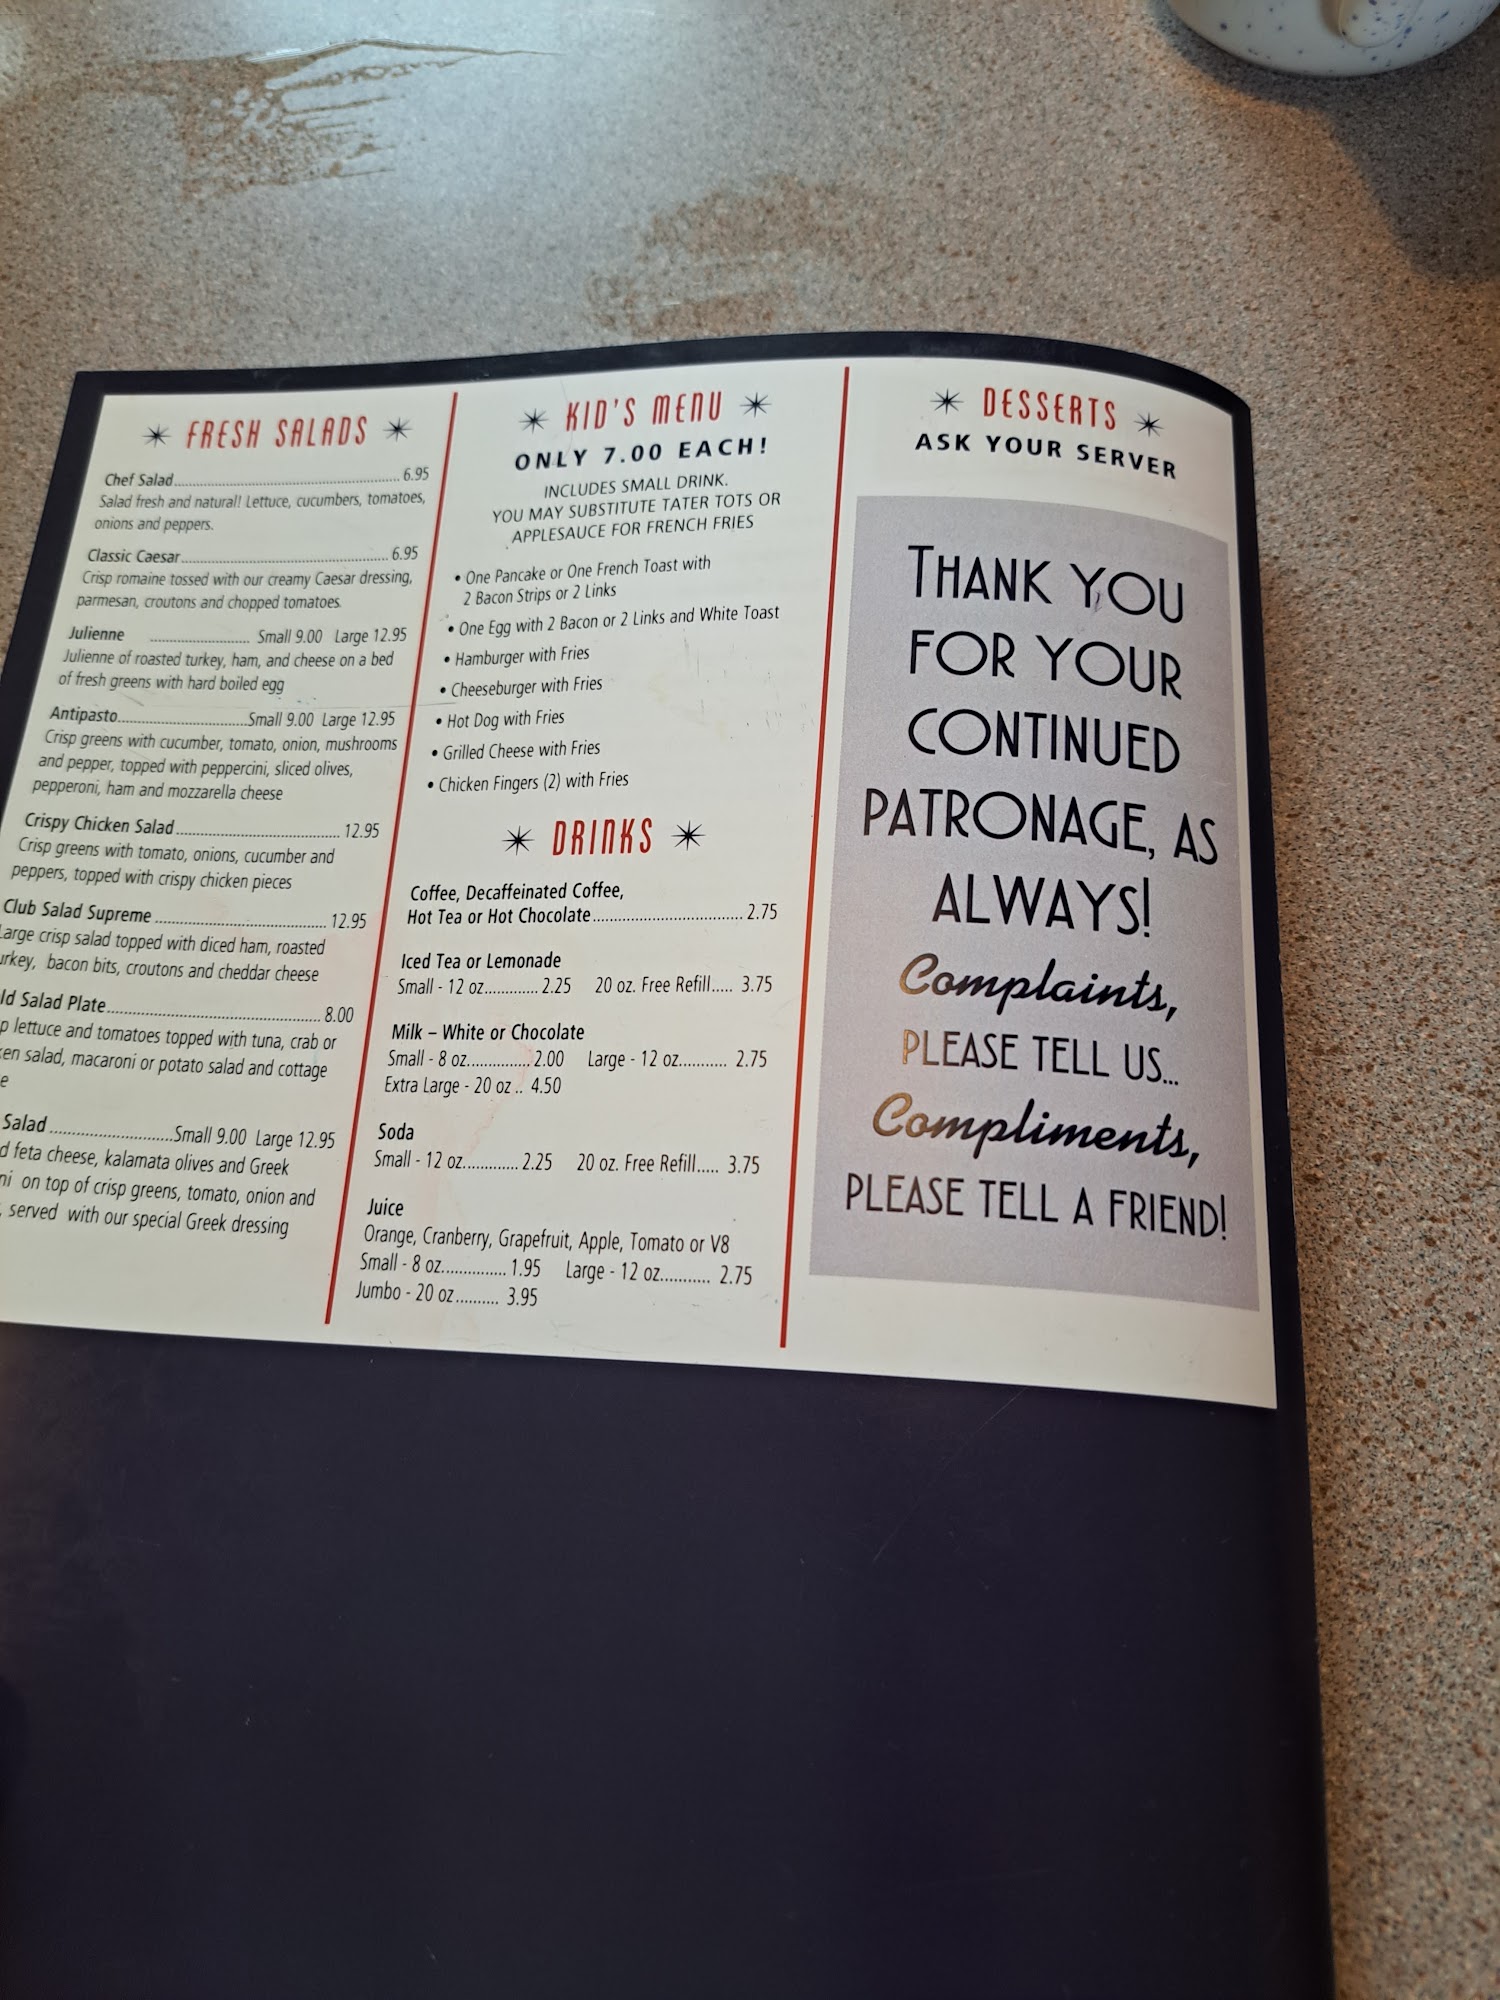 FRESH SALADS
Chef Salad 6.95
Salad fresh and natural! Lettuce, cucumbers, tomatoes,
onions and peppers.
Classic Caesar 6.95
Crisp romaine tossed with our creamy Caesar dressing,
parmesan, croutons and chopped tomatoes.
Julienne Small 9.00 Large 12.95
Julienne of roasted turkey, ham, and cheese on a bed
of fresh greens with hard boiled egg
Antipasto Small 9.00 Large 12.95
Crisp greens with cucumber, tomato, onion, mushrooms
and pepper, topped with peppercini, sliced olives,
pepperoni, ham and mozzarella cheese
Crispy Chicken Salad 12.95
Crisp greens with tomato, onions, cucumber and
peppers, topped with crispy chicken pieces
Club Salad Supreme 12.95
Large crisp salad topped with diced ham, roasted
bacon bits, croutons and cheddar cheese
Salad Plate 8.00
lettuce and tomatoes topped with tuna, crab or
salad, macaroni or potato salad and cottage
Salad Small 9.00 Large 12.95
feta cheese, kalamata olives and Greek
on top of crisp greens, tomato, onion and
served with our special Greek dressing
KID'S MENU
ONLY 7.00 EACH!
INCLUDES SMALL DRINK.
YOU MAY SUBSTITUTE TATER TOTS OR
APPLESAUCE FOR FRENCH FRIES
• One Pancake or One French Toast with
2 Bacon Strips or 2 Links
• One Egg with 2 Bacon or 2 Links and White Toast
• Hamburger with Fries
• Cheeseburger with Fries
• Hot Dog with Fries
• Grilled Cheese with Fries
• Chicken Fingers (2) with Fries
DRINKS
Coffee, Decaffeinated Coffee,
Hot Tea or Hot Chocolate 2.75
Iced Tea or Lemonade
Small - 12 oz. 2.25 20 oz. Free Refill 3.75
Milk – White or Chocolate
Small - 8 oz. 2.00 Large - 12 oz. 2.75
Extra Large - 20 oz .. 4.50
Soda
Small - 12 oz. 2.25 20 oz. Free Refill 3.75
Juice
Orange, Cranberry, Grapefruit, Apple, Tomato or V8
Small - 8 oz. 1.95 Large - 12 oz. 2.75
Jumbo - 20 oz 3.95
DESSERTS
ASK YOUR SERVER
THANK YOU
FOR YOUR
CONTINUED
PATRONAGE, AS
ALWAYS!
Complaints,
PLEASE TELL US...
Compliments,
PLEASE TELL A FRIEND!